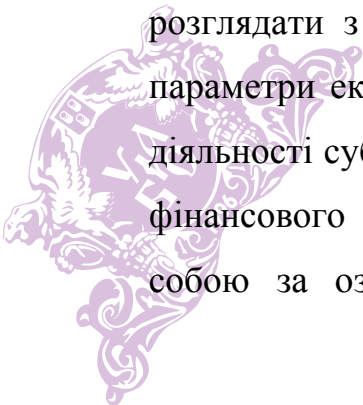 розглядати з
параметри ек
діяльності суб
фінансового
собою за оз